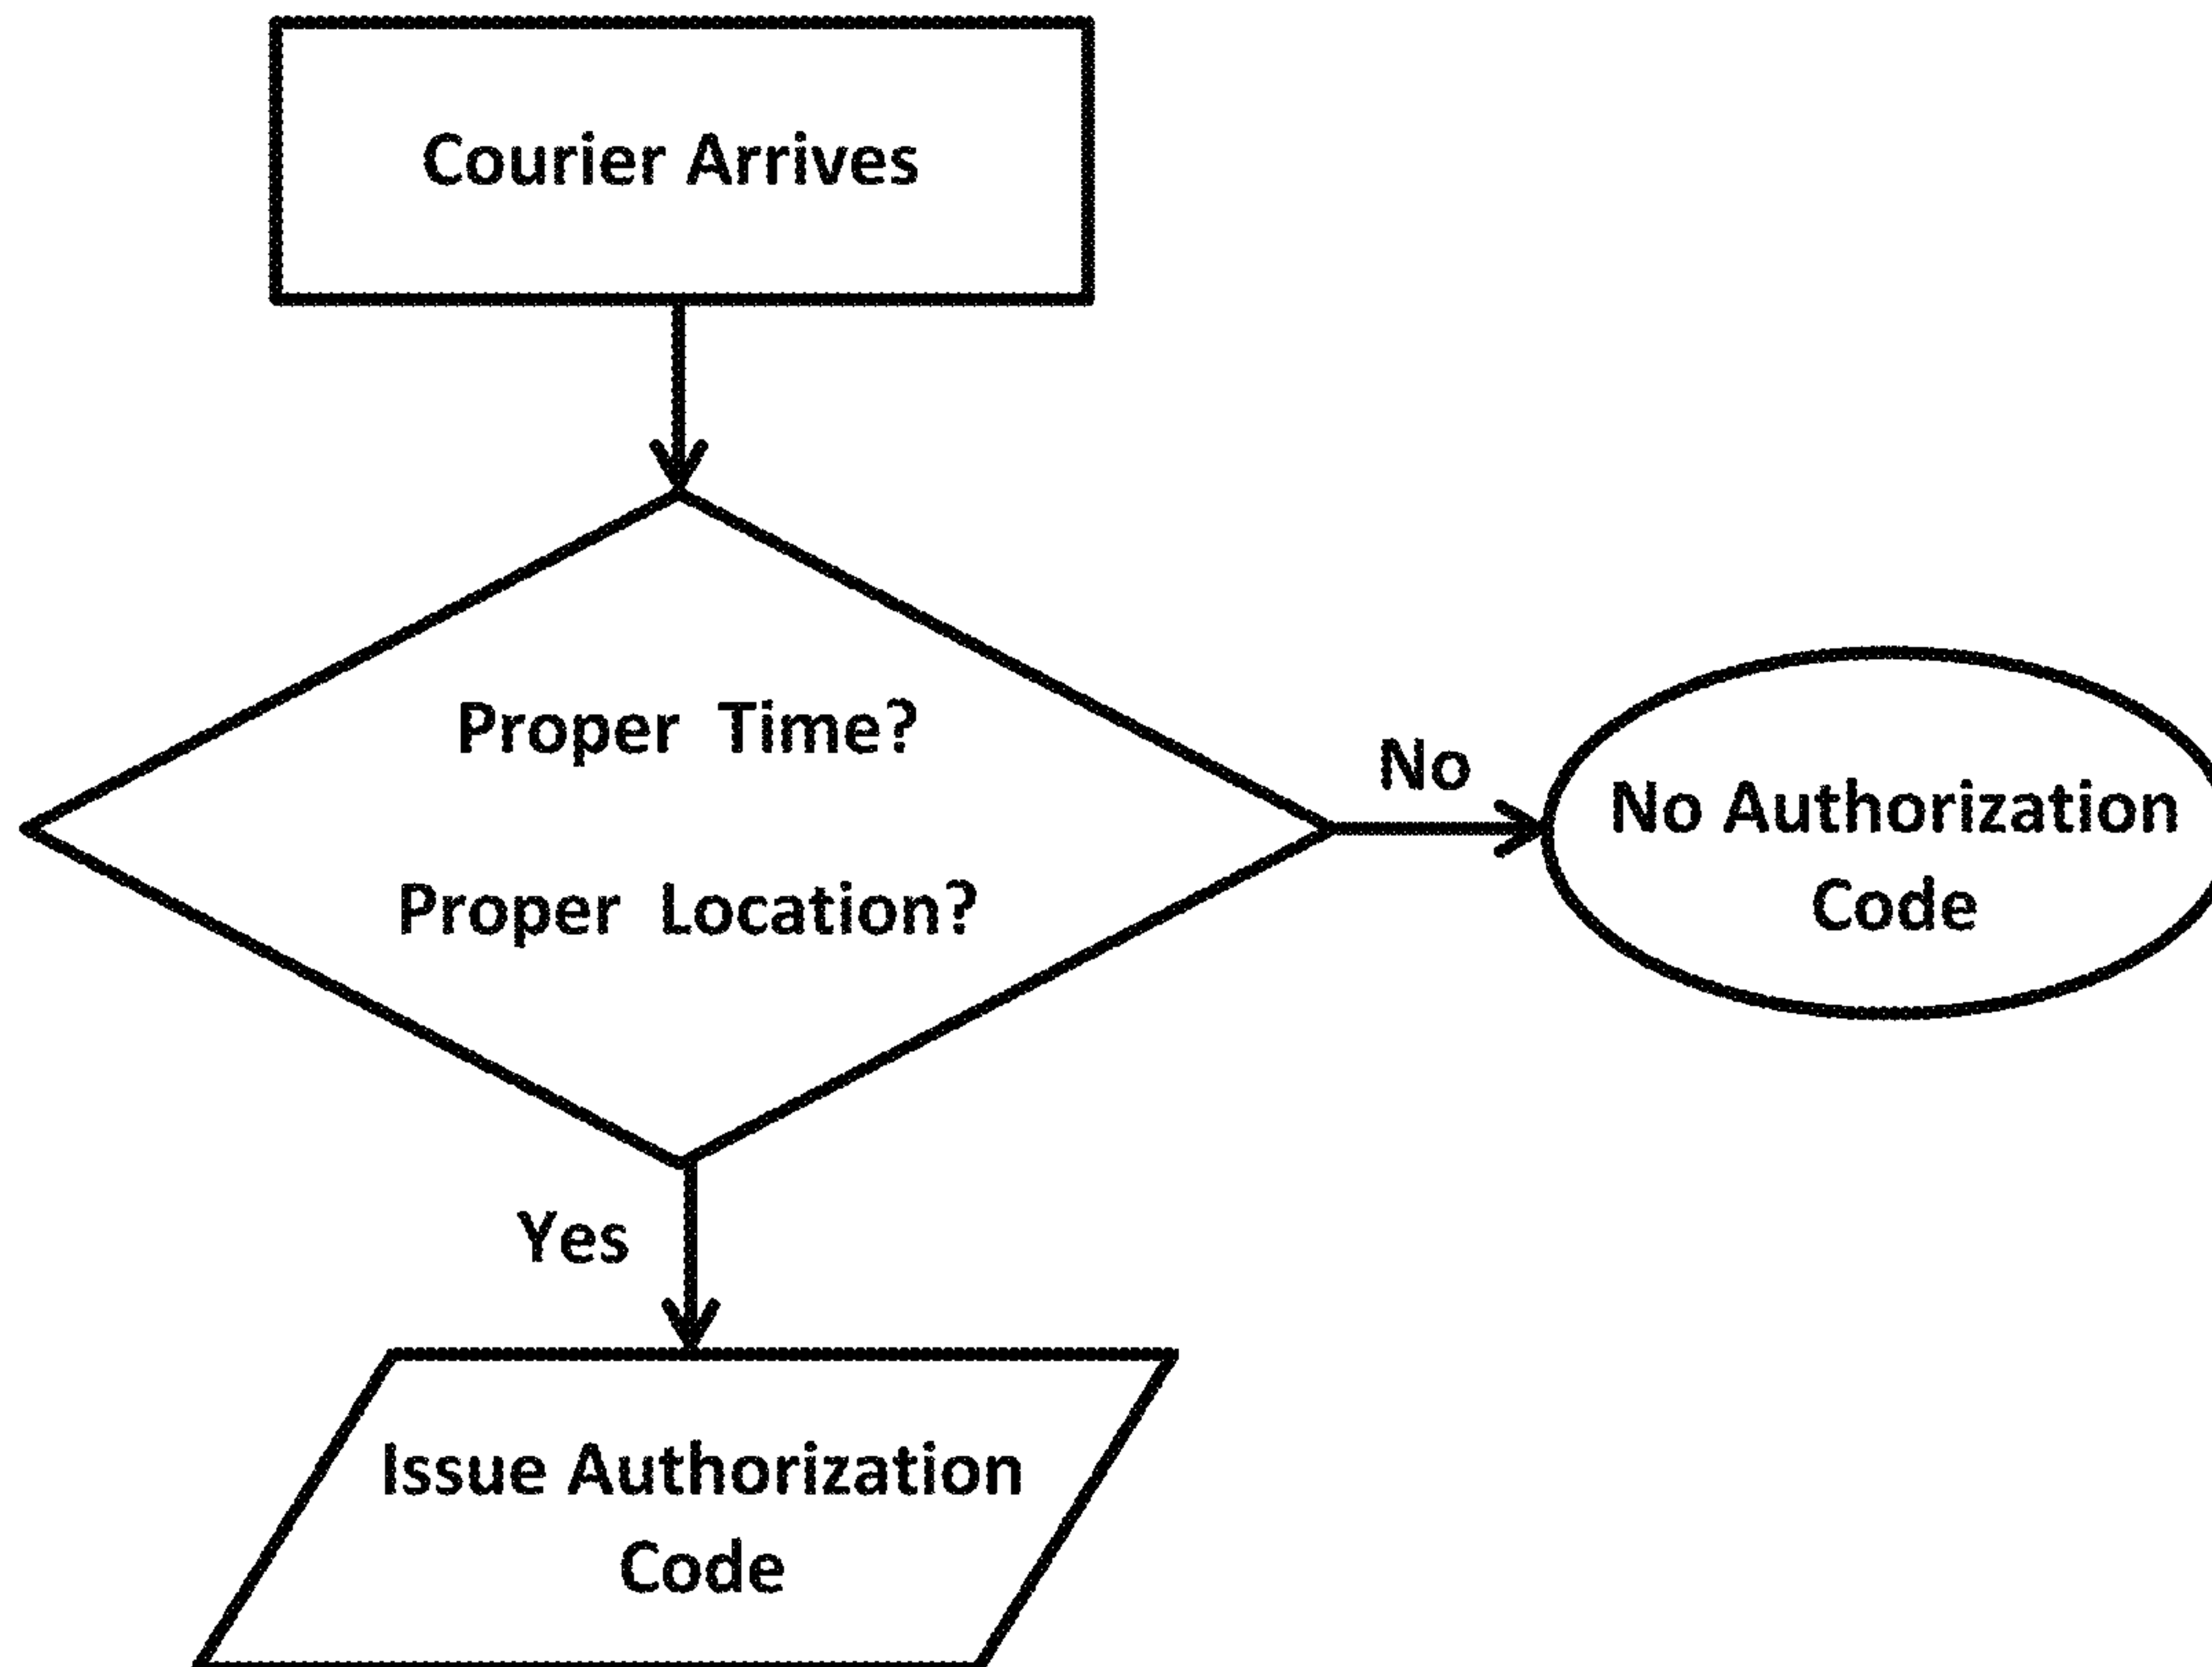 Courier Arrives
Proper Time?
Proper Location?
No
No Authorization
Code
Yes
Issue Authorization
Code